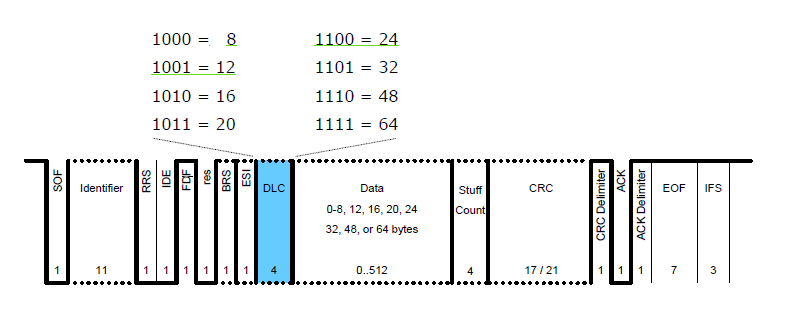 1000 = 8
1100 = 24
1001 = 12
1101 = 32
1010 = 16
1110 = 48
1011 = 20
1111 = 64
SOF
Identifier
RRS
IDE
FDF
res
BRS
ESI
DLC
Data
0-8, 12, 16, 20, 24
32, 48, or 64 bytes
Stuff
Count
CRC
CRC Delimiter
ACK
ACK Delimiter
EOF
IFS
1
11
1
1
1
1
1
1
4
0..512
4
17 / 21
1
1
1
7
3